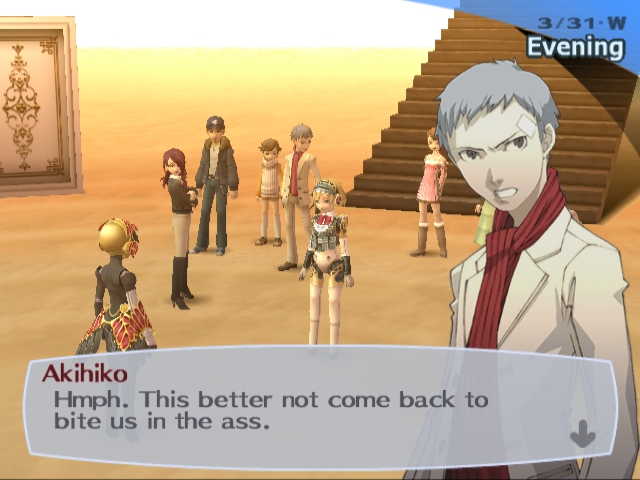 3/31·W
Evening
Akihiko
Hmph. This better not come back to
bite us in the ass.